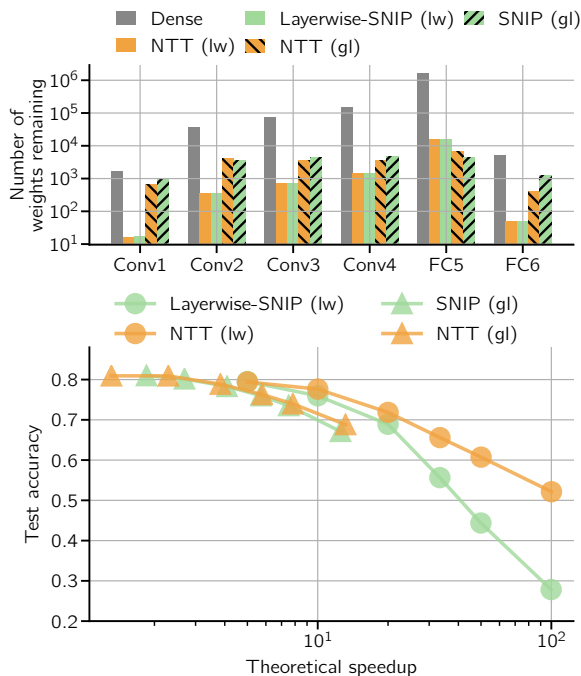 Dense Layerwise-SNIP (lw) SNIP (gl)
NTT (lw) NTT (gl)
Number of
weights remaining
10^6
10^5
10^4
10^3
10^2
10^1
Conv1 Conv2 Conv3 Conv4 FC5 FC6
Layerwise-SNIP (lw) SNIP (gl)
NTT (lw) NTT (gl)
Test accuracy
0.8
0.7
0.6
0.5
0.4
0.3
0.2
10^1 10^2
Theoretical speedup